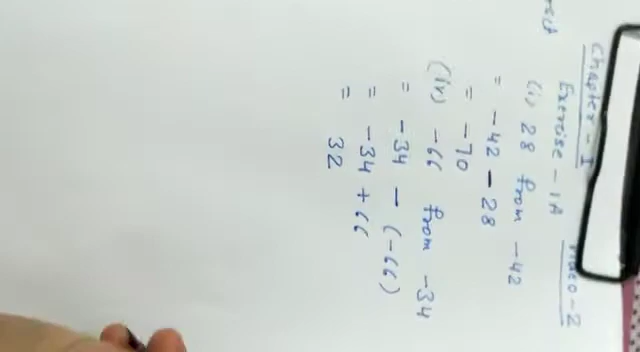 Chapter - I
Exercise - 1A Video - 2
(i) 28 from -42
= -42 - 28
= -70
(iv) -66 from -34
= -34 - (-66)
= -34 + 66
= 32